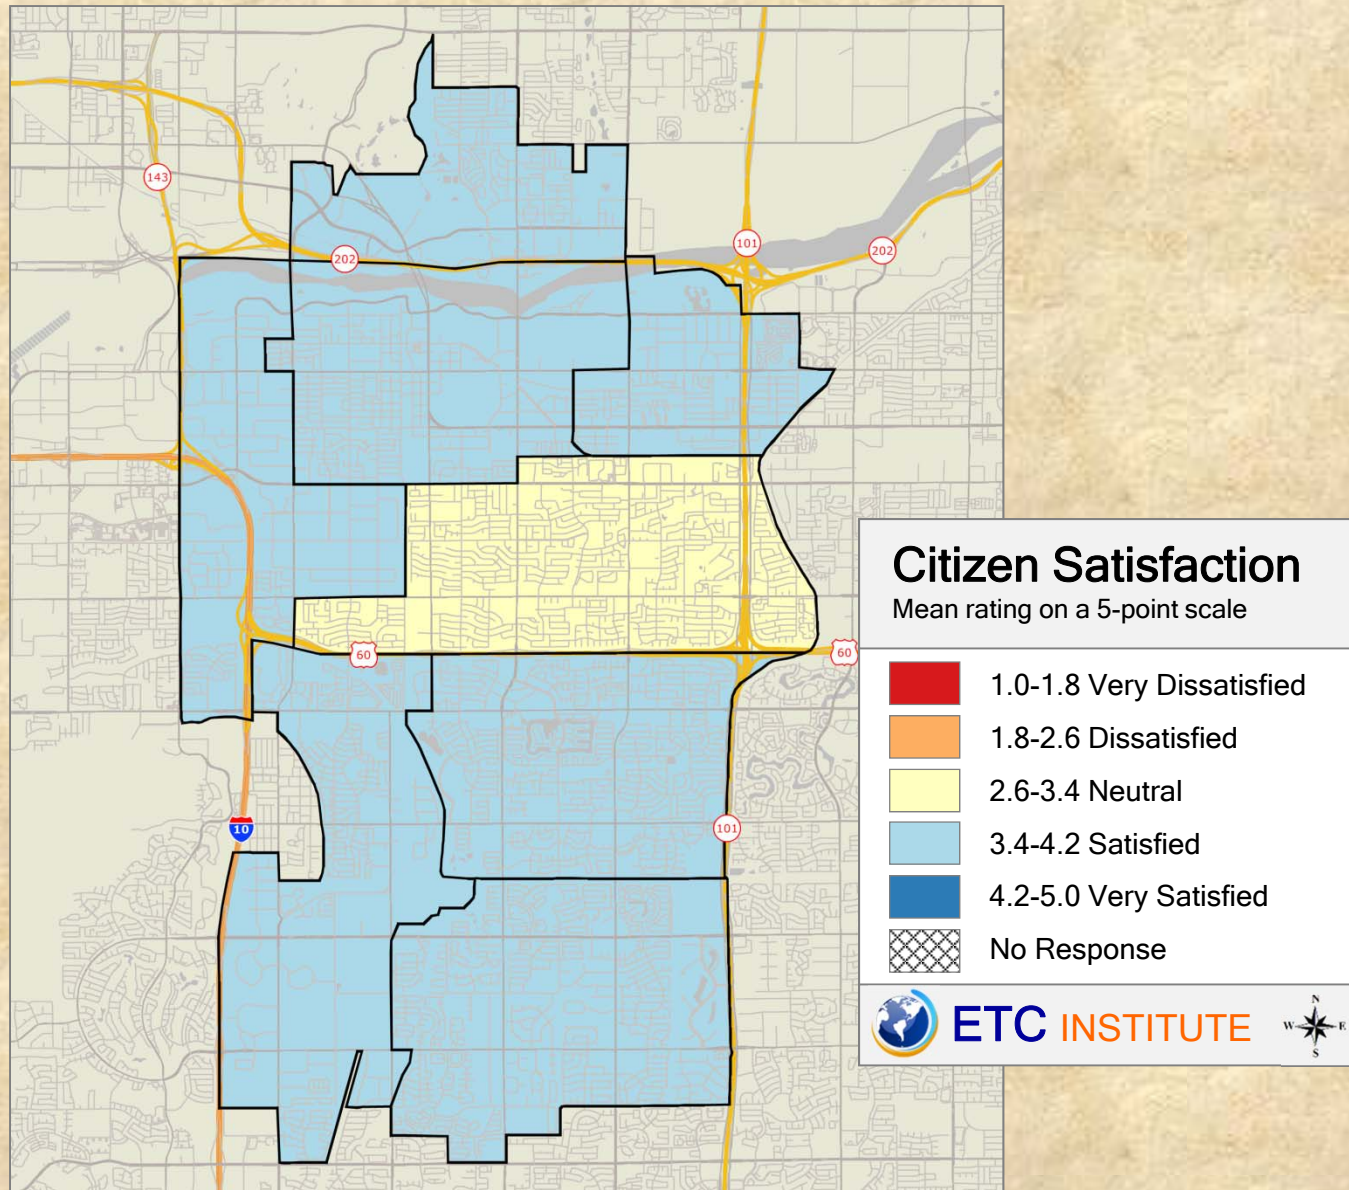 143
101
202
202
Citizen Satisfaction
Mean rating on a 5-point scale
60
60
1.0-1.8 Very Dissatisfied
1.8-2.6 Dissatisfied
2.6-3.4 Neutral
10
101
3.4-4.2 Satisfied
4.2-5.0 Very Satisfied
No Response
ETC INSTITUTE
N
W E
S